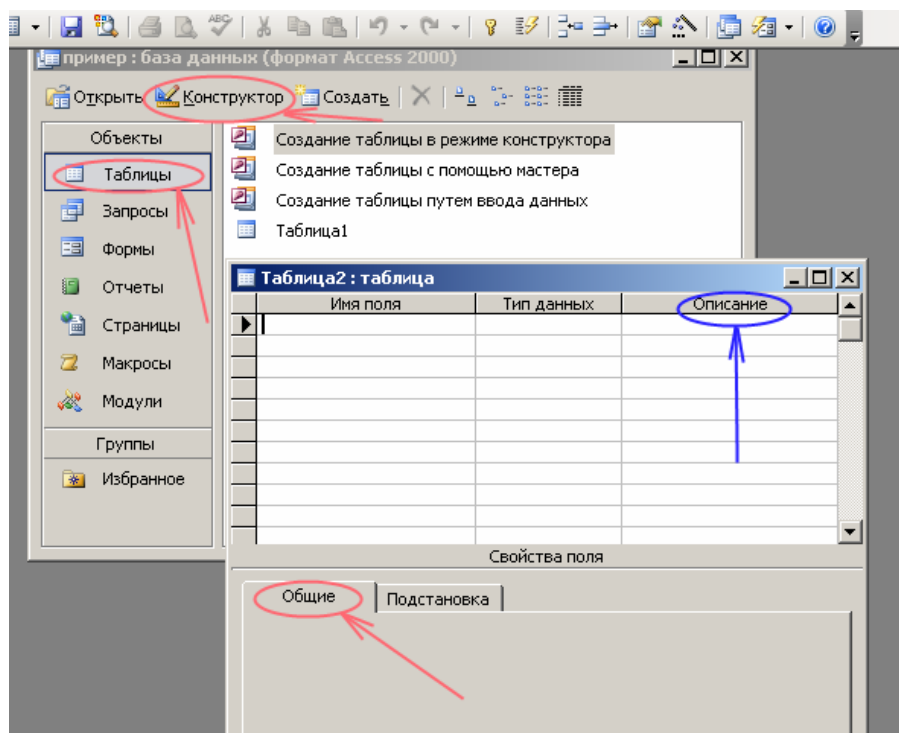 ABC
пример : база данных (формат Access 2000)
Открыть Конструктор Создать
Объекты
Таблицы
Запросы
Формы
Отчеты
Страницы
Макросы
Модули
Группы
Избранное
Создание таблицы в режиме конструктора
Создание таблицы с помощью мастера
Создание таблицы путем ввода данных
Таблица1
Таблица2 : таблица
Имя поля Тип данных Описание
Свойства поля
Общие Подстановка